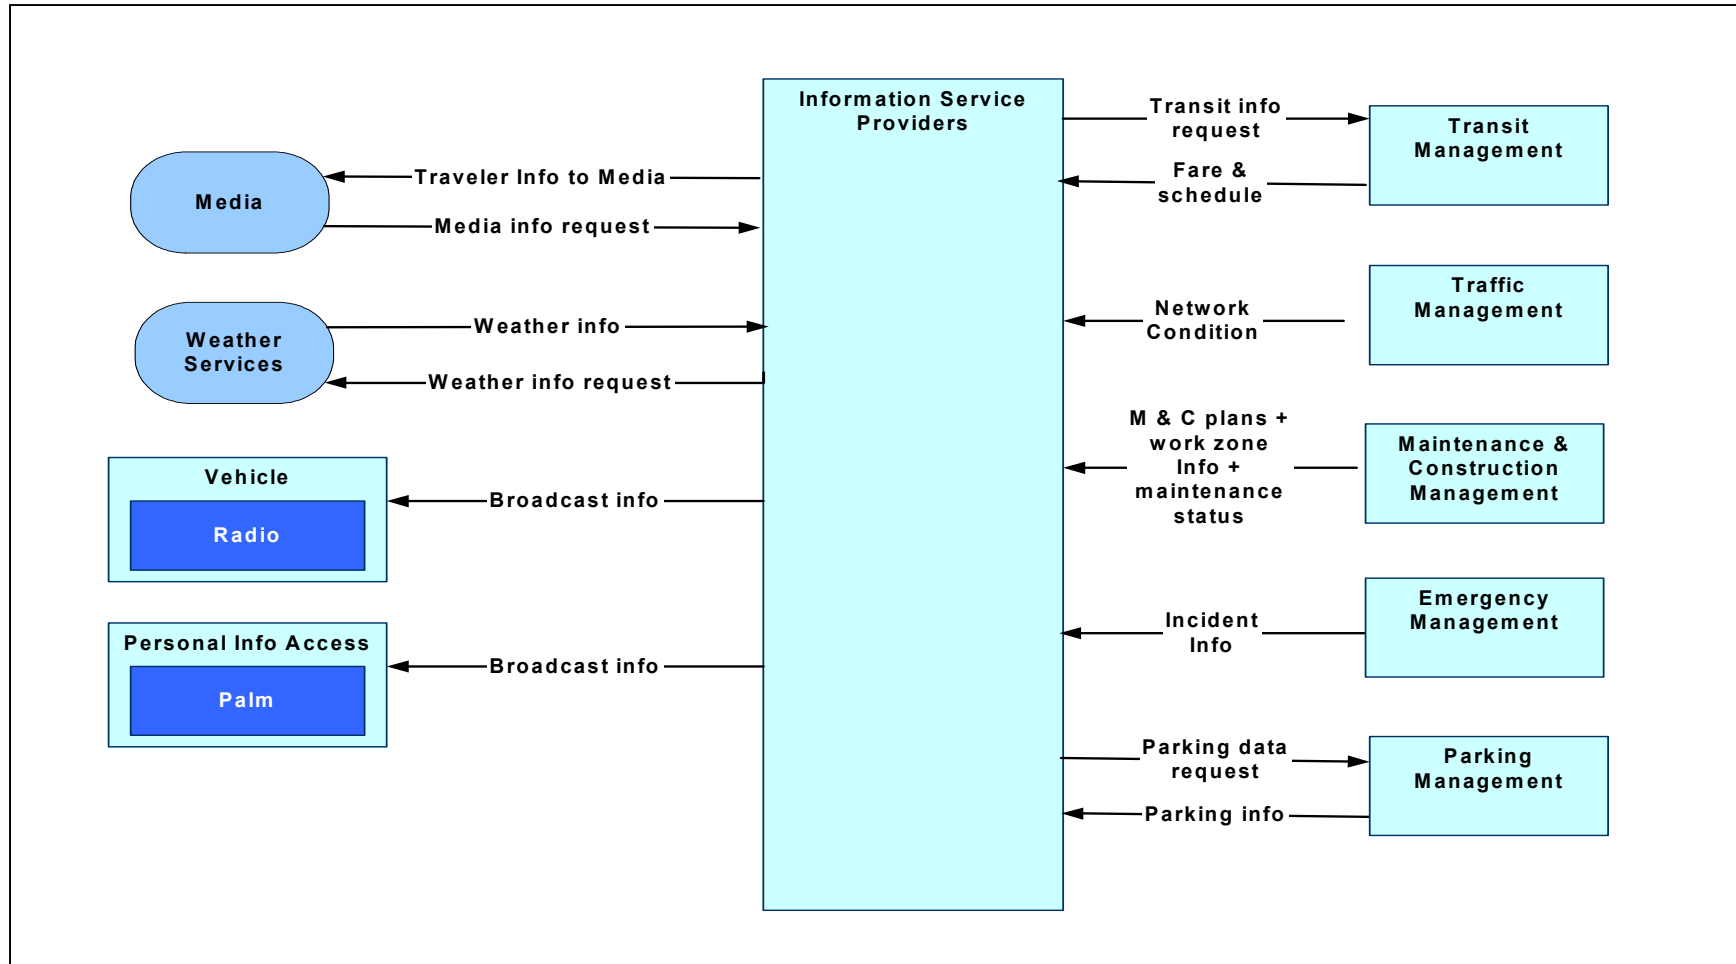 Information Service
Providers
Media
Traveler Info to Media
Media info request
Weather
Services
Weather info
Weather info request
Vehicle
Radio
Broadcast info
Personal Info Access
Palm
Broadcast info
Transit info
request
Fare &
schedule
Transit
Management
Network
Condition
Traffic
Management
M & C plans +
work zone
Info +
maintenance
status
Maintenance &
Construction
Management
Incident
Info
Emergency
Management
Parking data
request
Parking info
Parking
Management